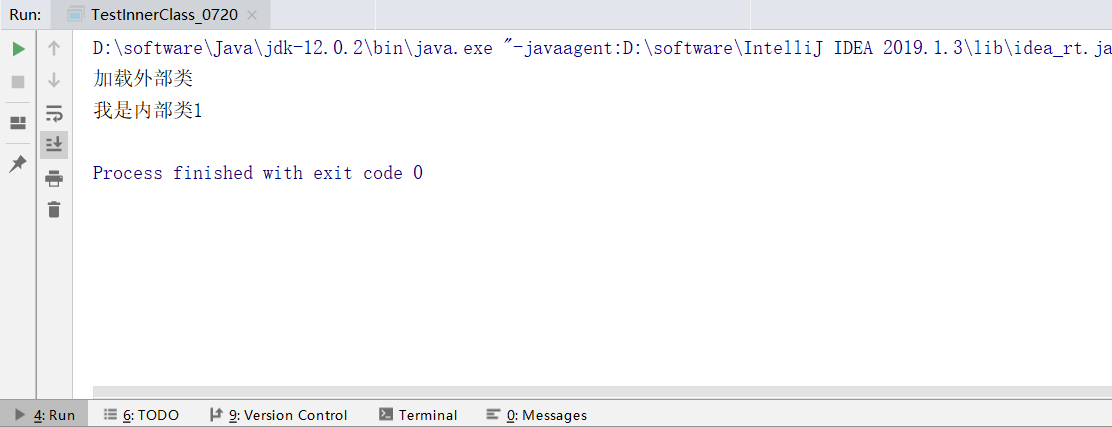 Run: TestInnerClass_0720
D:\software\Java\jdk-12.0.2\bin\java.exe "-javaagent:D:\software\IntelliJ IDEA 2019.1.3\lib\idea_rt.ja
加载外部类
我是内部类1
Process finished with exit code 0
4: Run 6: TODO 9: Version Control Terminal 0: Messages